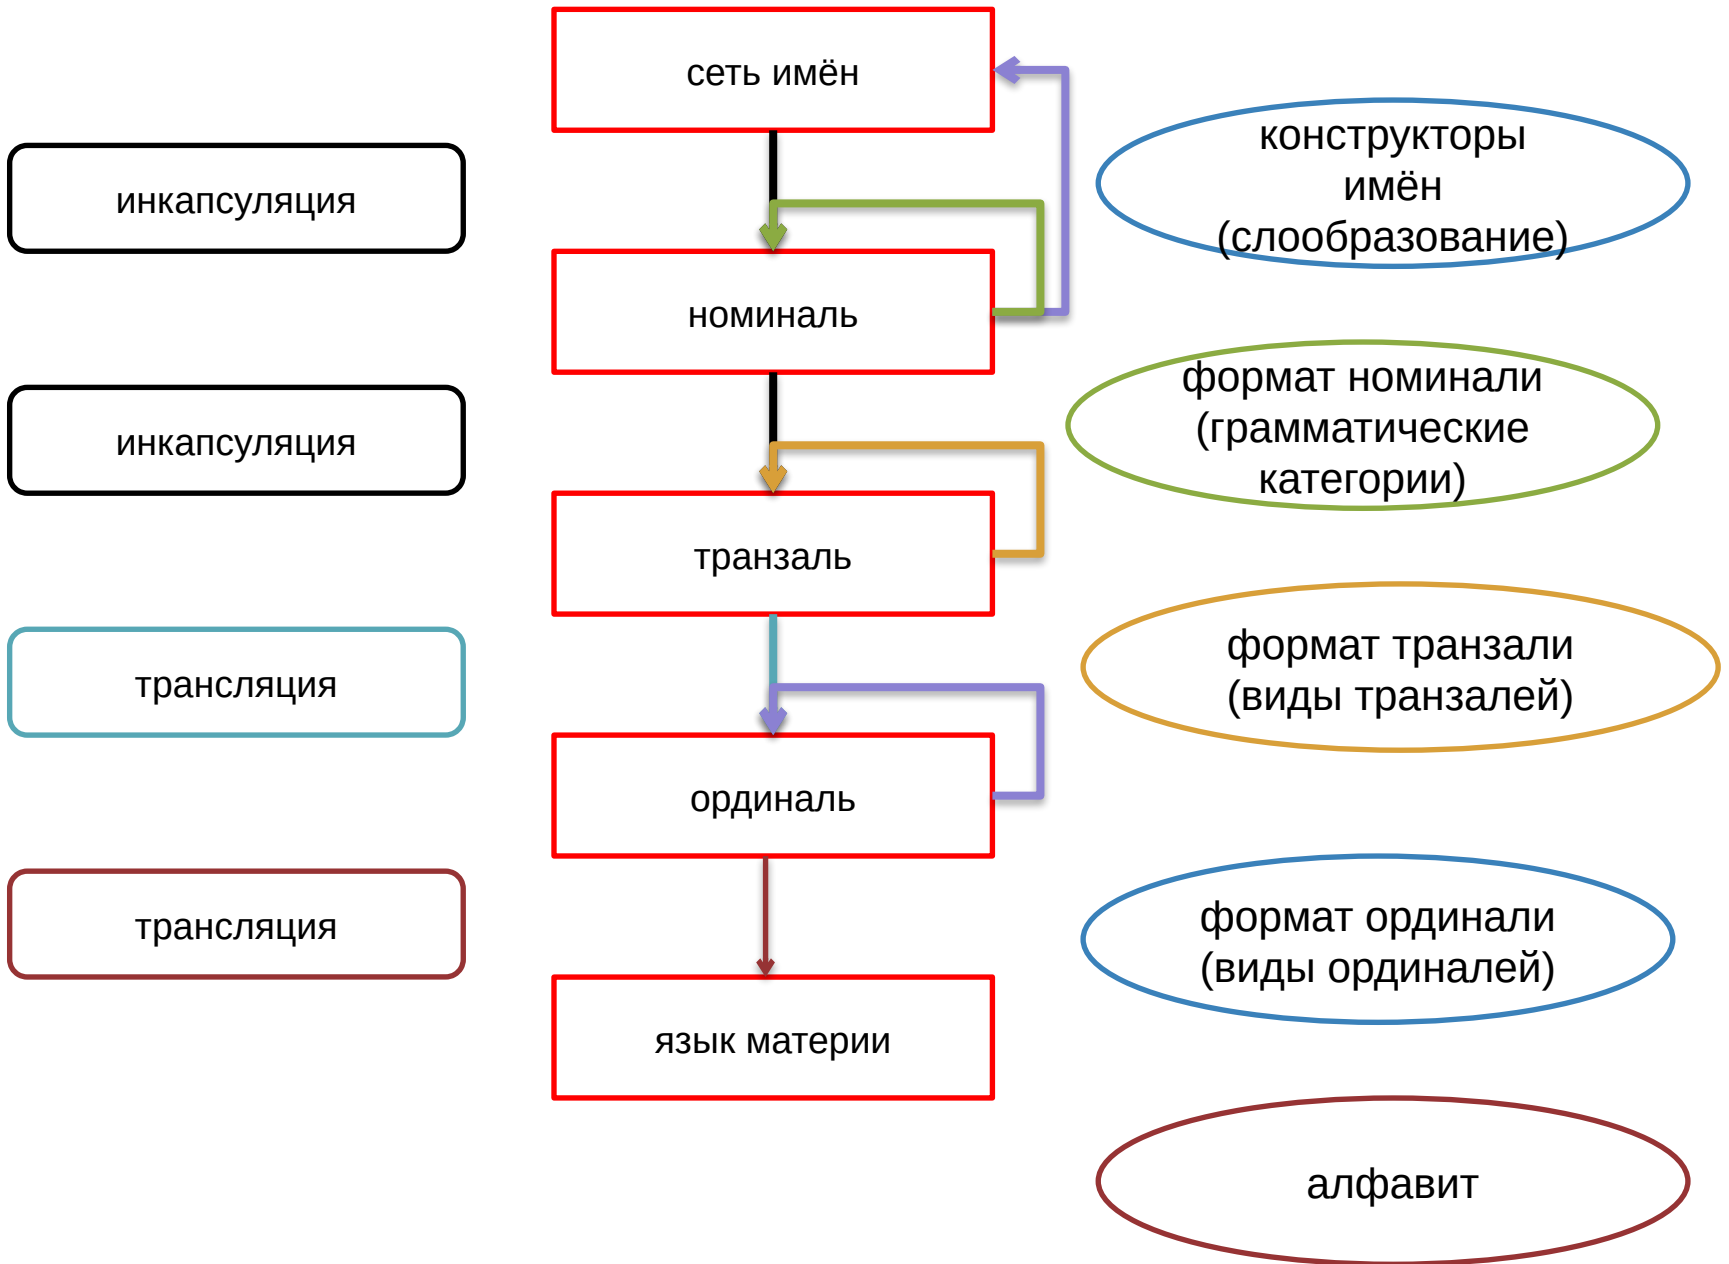 сеть имён
конструкторы
имён
(слообразование)
инкапсуляция
номиналь
формат номинали
(грамматические
категории)
инкапсуляция
транзаль
формат транзали
(виды транзалей)
трансляция
ординаль
формат ординали
(виды ординалей)
трансляция
язык материи
алфавит